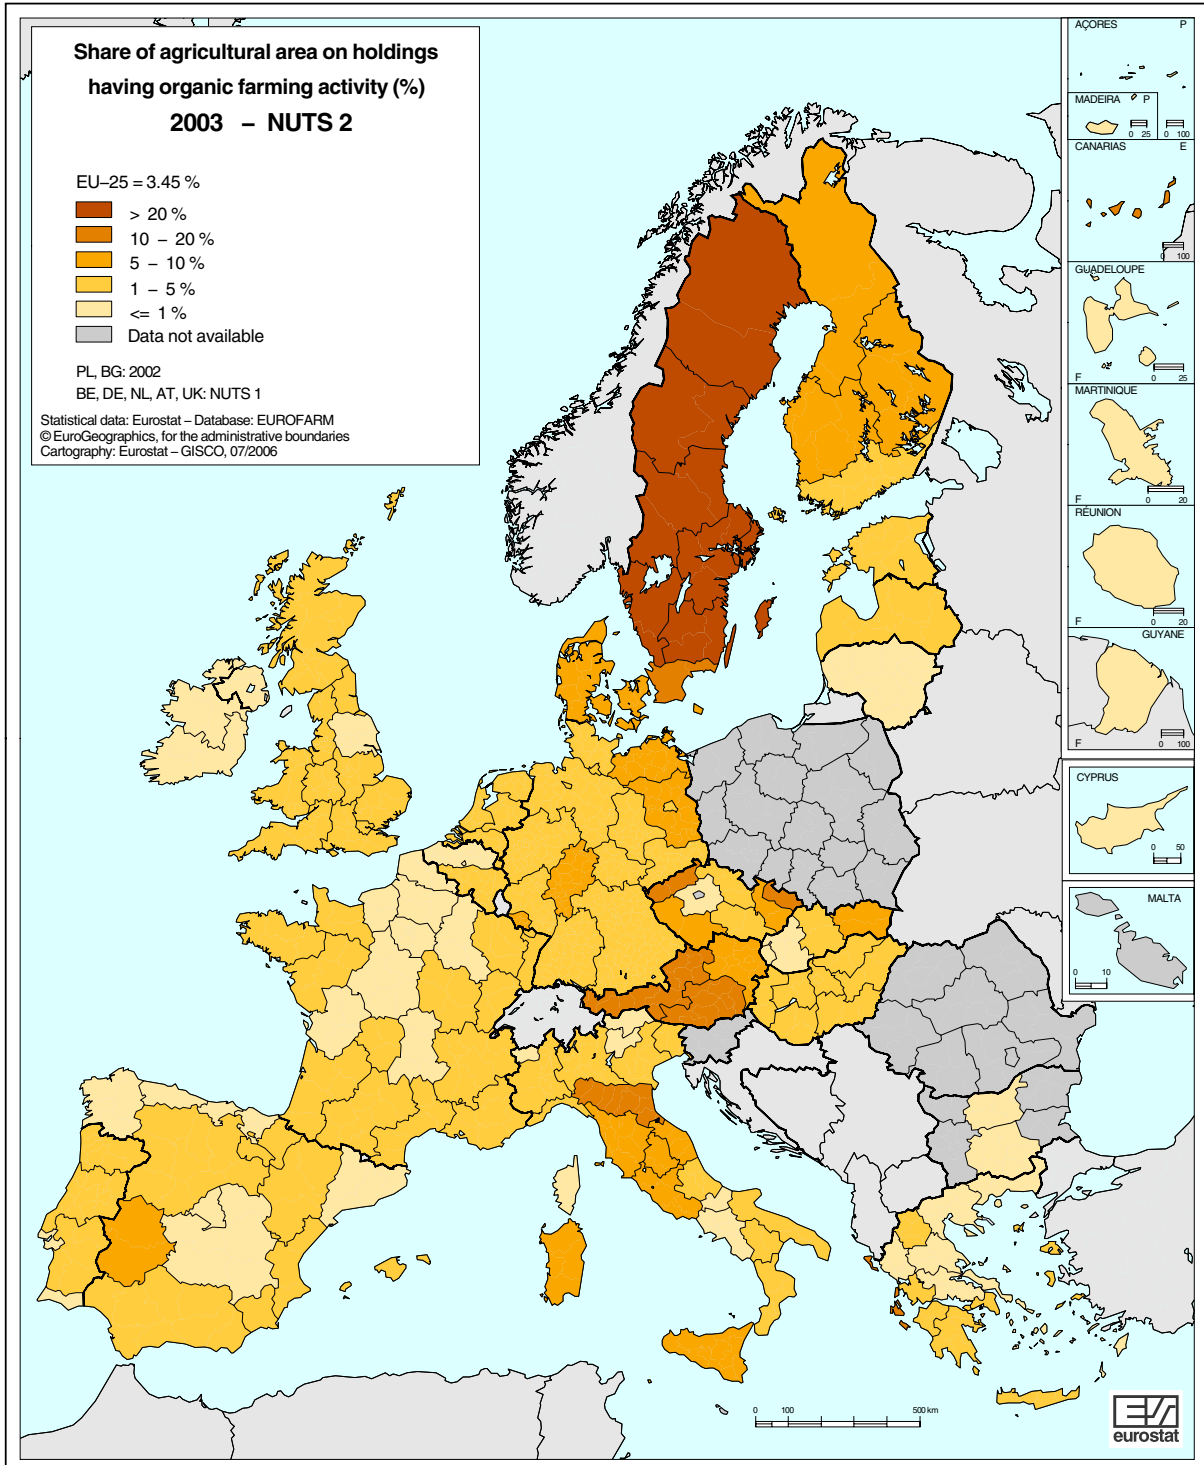 Share of agricultural area on holdings
having organic farming activity (%)
2003 – NUTS 2
EU–25 = 3.45 %
> 20 %
10 – 20 %
5 – 10 %
1 – 5 %
<= 1 %
Data not available
PL, BG: 2002
BE, DE, NL, AT, UK: NUTS 1
Statistical data: Eurostat – Database: EUROFARM
© EuroGeographics, for the administrative boundaries
Cartography: Eurostat – GISCO, 07/2006
AÇORES P
MADEIRA P
0 25 0 100
CANARIAS E
0 100
GUADELOUPE
F 0 25
MARTINIQUE
F 0 20
RÉUNION
F 0 20
GUYANE
F 0 100
CYPRUS
0 50
MALTA
0 10
0 100 500 km
eurostat